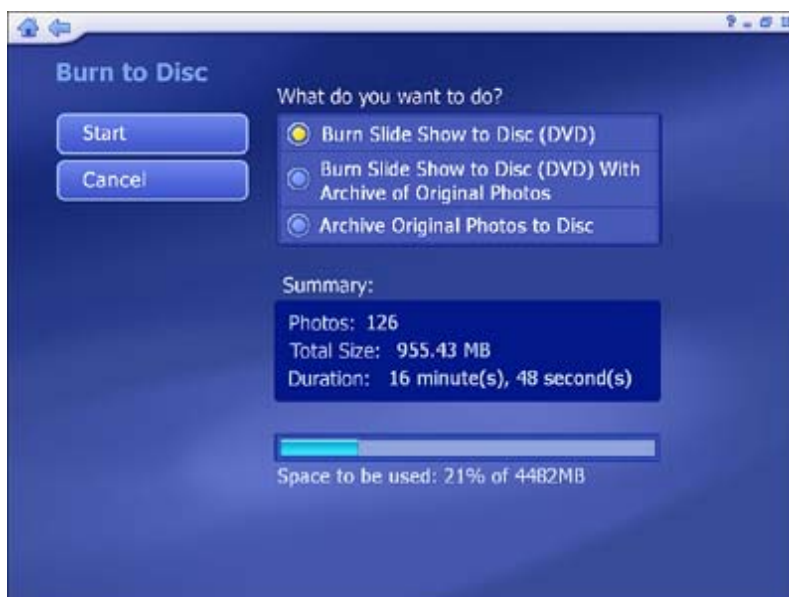 Burn to Disc
Start
Cancel
What do you want to do?
Burn Slide Show to Disc (DVD)
Burn Slide Show to Disc (DVD) With
Archive of Original Photos
Archive Original Photos to Disc
Summary:
Photos: 126
Total Size: 955.43 MB
Duration: 16 minute(s), 48 second(s)
Space to be used: 21% of 4482MB